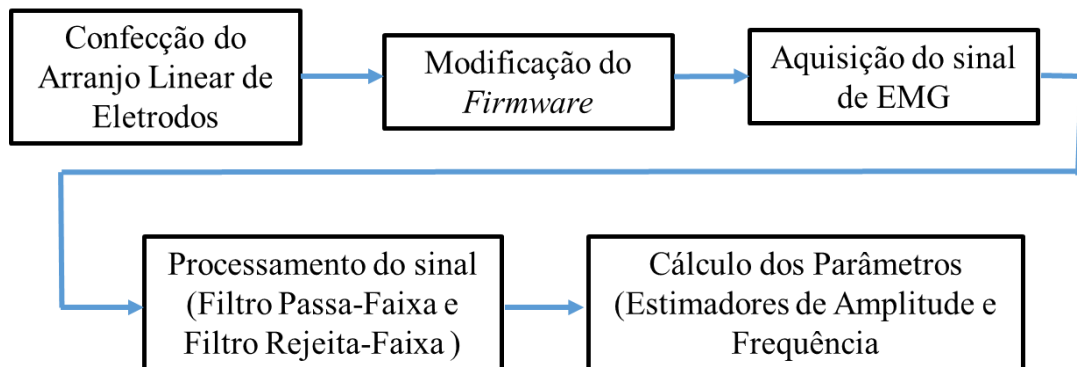 Confecção do
Arranjo Linear de
Eletrodos
Modificação do
Firmware
Aquisição do sinal
de EMG
Processamento do sinal
(Filtro Passa-Faixa e
Filtro Rejeita-Faixa )
Cálculo dos Parâmetros
(Estimadores de Amplitude e
Frequência